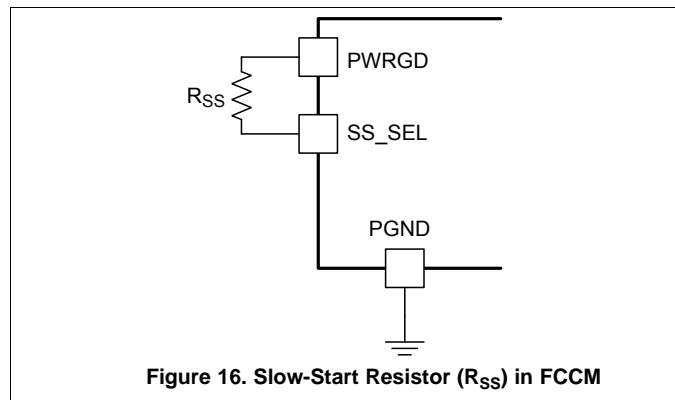 PWRGD
RSS
SS_SEL
PGND
Figure 16. Slow-Start Resistor (RSS) in FCCM